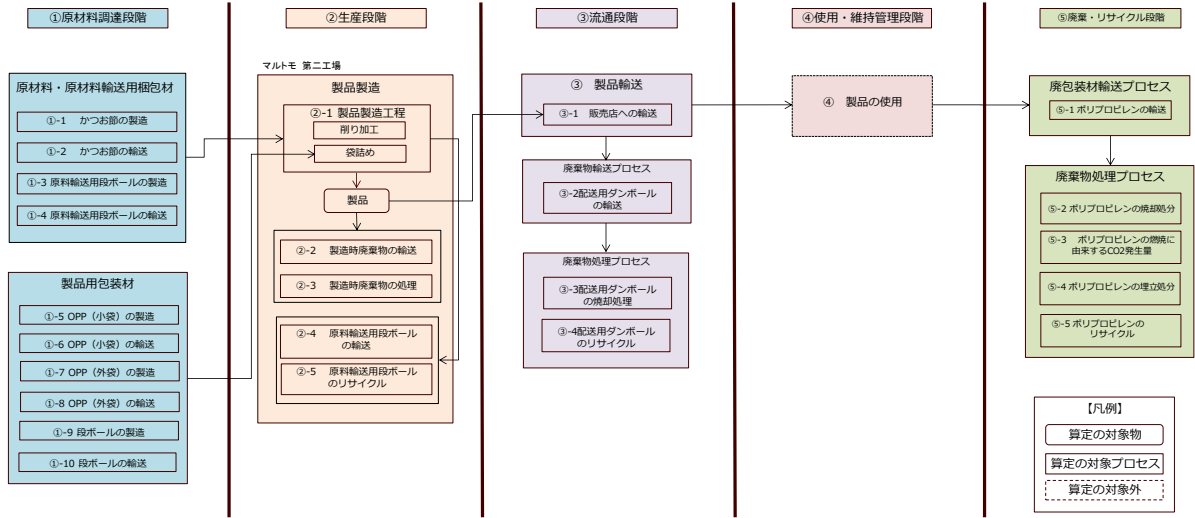 ①原材料調達段階
原材料・原材料輸送用梱包材
①-1 かつお節の製造
①-2 かつお節の輸送
①-3 原料輸送用段ボールの製造
①-4 原料輸送用段ボールの輸送
製品用包装材
①-5 OPP（小袋）の製造
①-6 OPP（小袋）の輸送
①-7 OPP（外袋）の製造
①-8 OPP（外袋）の輸送
①-9 段ボールの製造
①-10 段ボールの輸送
②生産段階
マルトモ 第二工場
製品製造
②-1 製品製造工程
削り加工
袋詰め
製品
②-2 製造時廃棄物の輸送
②-3 製造時廃棄物の処理
②-4 原料輸送用段ボール
の輸送
②-5 原料輸送用段ボール
のリサイクル
③流通段階
③ 製品輸送
③-1 販売店への輸送
廃棄物輸送プロセス
③-2配送用ダンボール
の輸送
廃棄物処理プロセス
③-3配送用ダンボール
の焼却処理
③-4配送用ダンボール
のリサイクル
④使用・維持管理段階
④ 製品の使用
⑤廃棄・リサイクル段階
廃包装材輸送プロセス
⑤-1 ポリプロピレンの輸送
廃棄物処理プロセス
⑤-2 ポリプロピレンの焼却処分
⑤-3 ポリプロピレンの燃焼に
由来するCO2発生量
⑤-4 ポリプロピレンの埋立処分
⑤-5 ポリプロピレンの
リサイクル
【凡例】
算定の対象物
算定の対象プロセス
算定の対象外